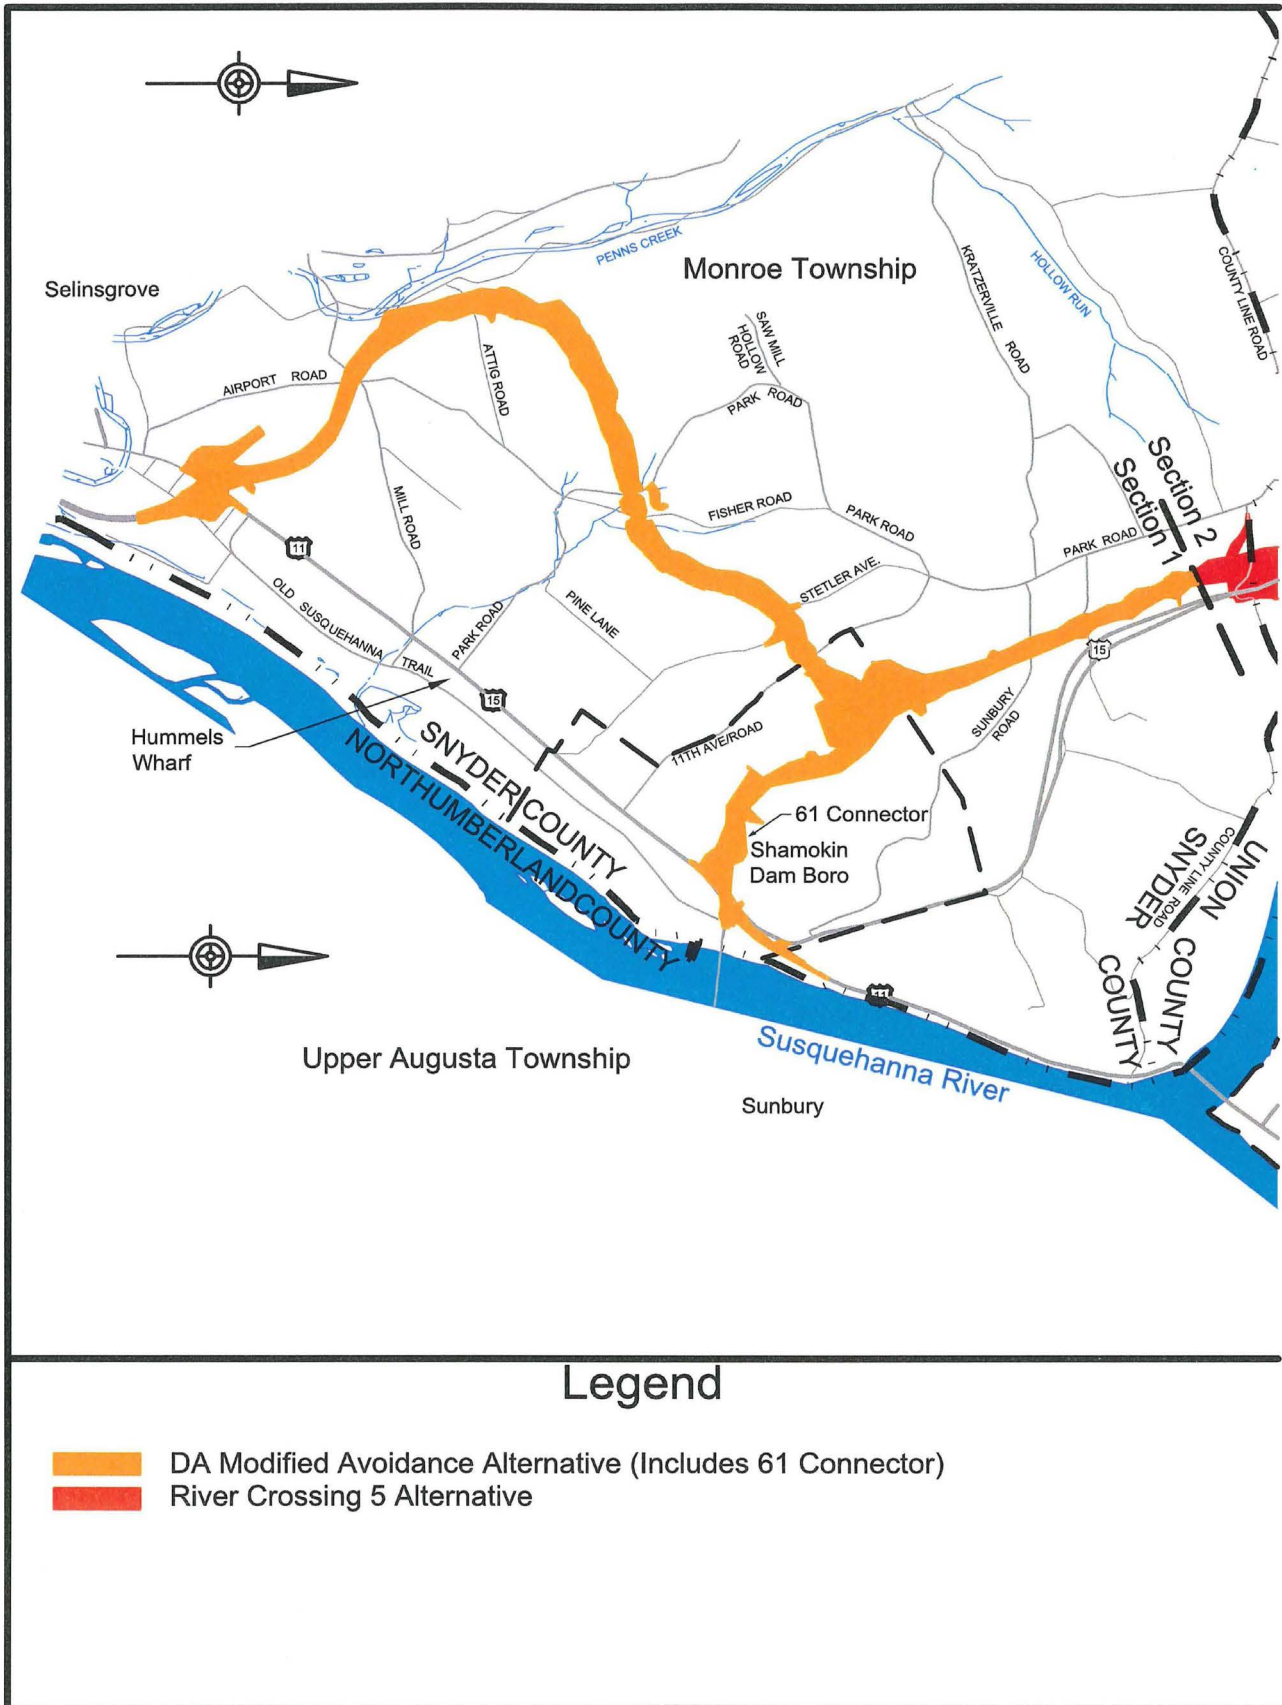 Selinsgrove
PENNS CREEK
Monroe Township
KRATZERVILLE
ROAD
HOLLOW RUN
COUNTY LINE ROAD
AIRPORT ROAD
ATTIG ROAD
SAW MILL
HOLLOW
ROAD
PARK ROAD
MILL ROAD
FISHER ROAD
PARK ROAD
PARK ROAD
Section 2
Section 1
11
OLD SUSQUEHANNA TRAIL
PARK ROAD
PINE LANE
STETLER AVE.
15
15
SUNBURY
ROAD
11TH AVE/ROAD
Hummels
Wharf
SNYDER COUNTY
NORTHUMBERLAND COUNTY
61 Connector
Shamokin
Dam Boro
UNION COUNTY
COUNTY LINE ROAD
SNYDER COUNTY
11
Susquehanna River
Upper Augusta Township
Sunbury
Legend
DA Modified Avoidance Alternative (Includes 61 Connector)
River Crossing 5 Alternative